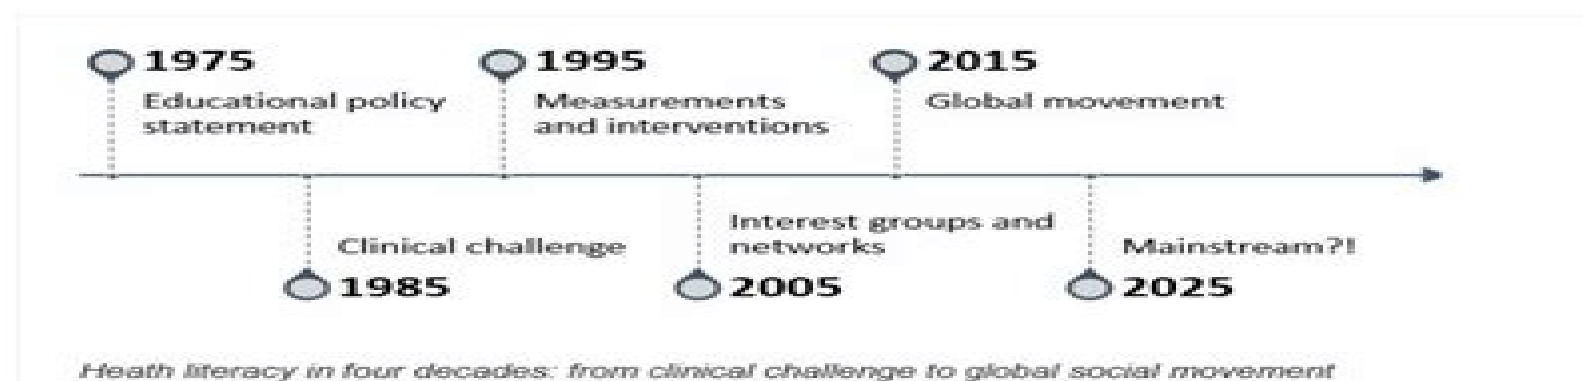 1975
Educational policy
statement
1995
Measurements
and interventions
2015
Global movement
Clinical challenge
1985
Interest groups and
networks
2005
Mainstream?!
2025
Heath literacy in four decades: from clinical challenge to global social movement